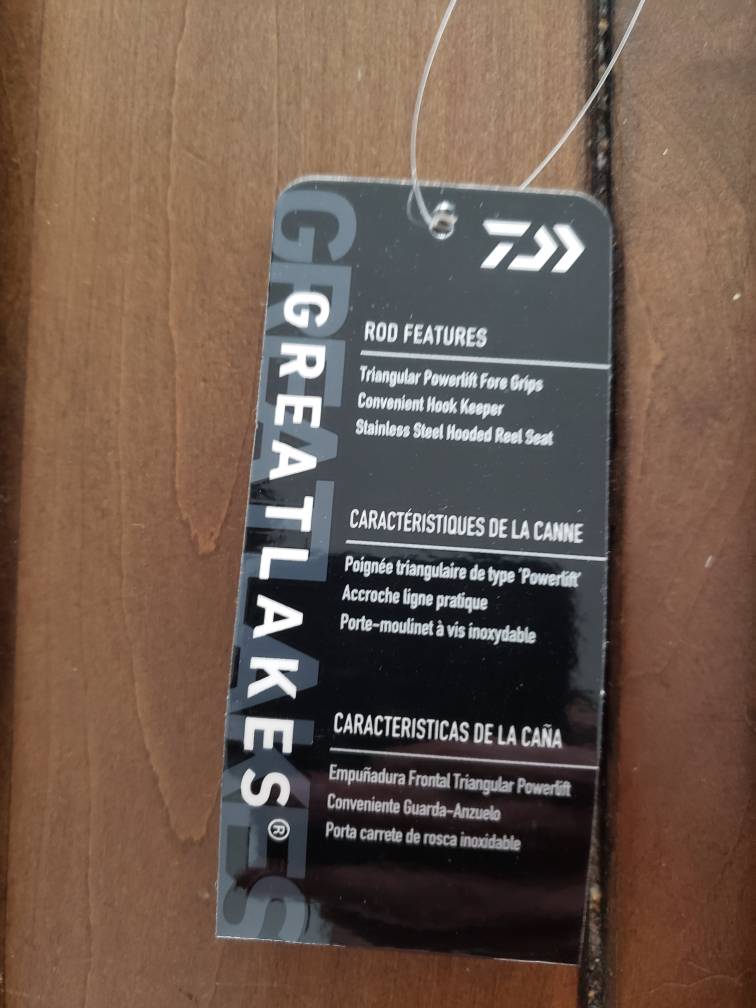 GREATLAKES®
GREATLAKES
ROD FEATURES
Triangular Powerlift Fore Grips
Convenient Hook Keeper
Stainless Steel Hooded Reel Seat
CARACTÉRISTIQUES DE LA CANNE
Poignée triangulaire de type 'Powerlift'
Accroche ligne pratique
Porte-moulinet à vis inoxydable
CARACTERISTICAS DE LA CAÑA
Empuñadura Frontal Triangular Powerlift
Conveniente Guarda-Anzuelo
Porta carrete de rosca inoxidable